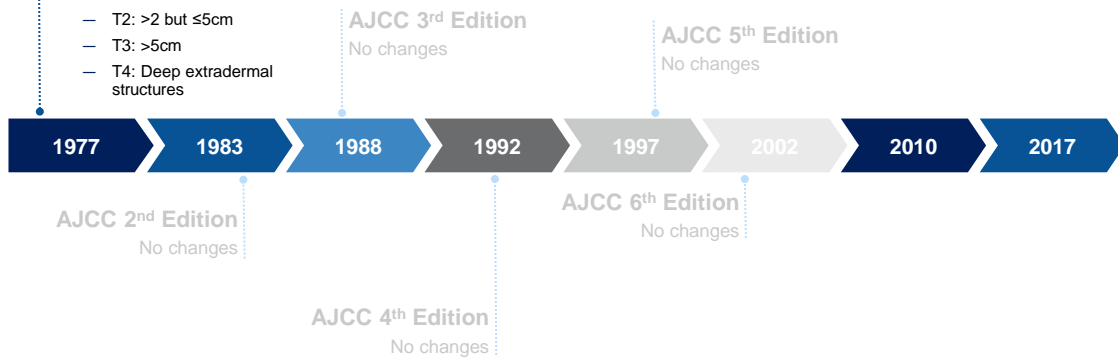 — T2: >2 but ≤5cm
— T3: >5cm
— T4: Deep extradermal
structures
AJCC 3rd Edition
No changes
AJCC 5th Edition
No changes
1977 1983 1988 1992 1997 2002 2010 2017
AJCC 2nd Edition
No changes
AJCC 6th Edition
No changes
AJCC 4th Edition
No changes